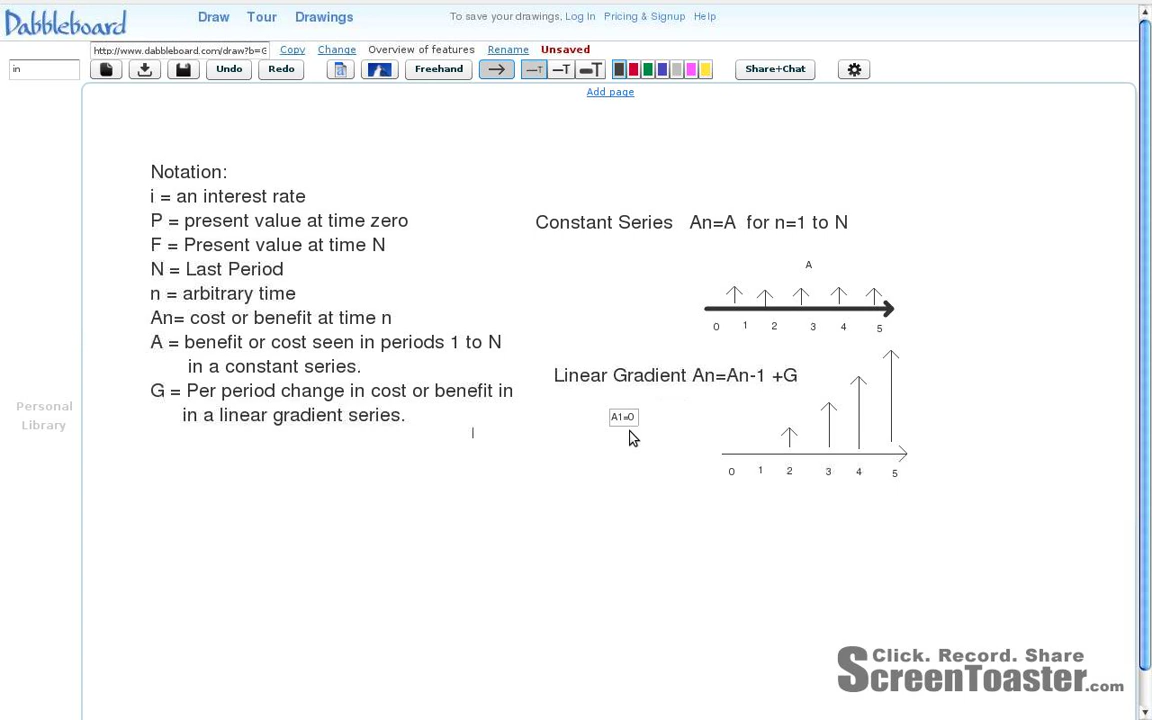 Dabbleboard
Draw Tour Drawings
To save your drawings, Log In Pricing & Signup Help
http://www.dabbleboard.com/draw?b=G Copy Change Overview of features Rename Unsaved
in
Undo Redo Freehand T T T Share+Chat
Add page
Personal
Library
Notation:
i = an interest rate
P = present value at time zero
F = Present value at time N
N = Last Period
n = arbitrary time
An= cost or benefit at time n
A = benefit or cost seen in periods 1 to N
in a constant series.
G = Per period change in cost or benefit in
in a linear gradient series.
Constant Series An=A for n=1 to N
A
0 1 2 3 4 5
Linear Gradient An=An-1 +G
A1=0
0 1 2 3 4 5
Click. Record. Share
ScreenToaster.com